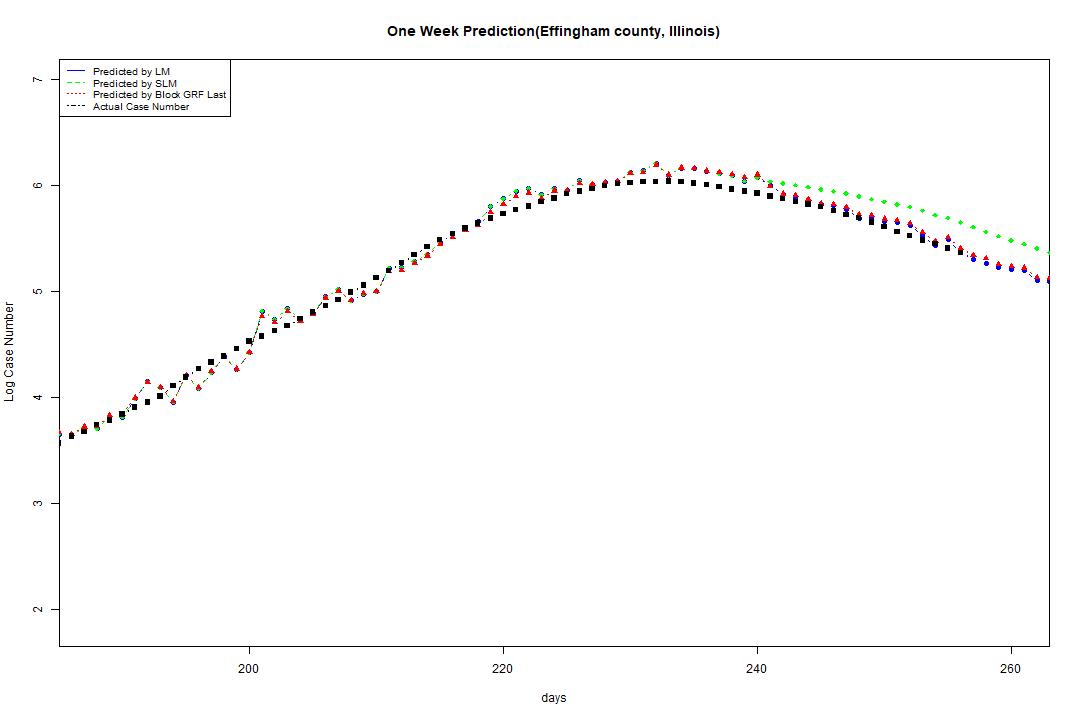 One Week Prediction(Effingham county, Illinois)
Predicted by LM
Predicted by SLM
Predicted by Block GRF Last
Actual Case Number
7
6
5
4
3
2
Log Case Number
200 220 240 260
days